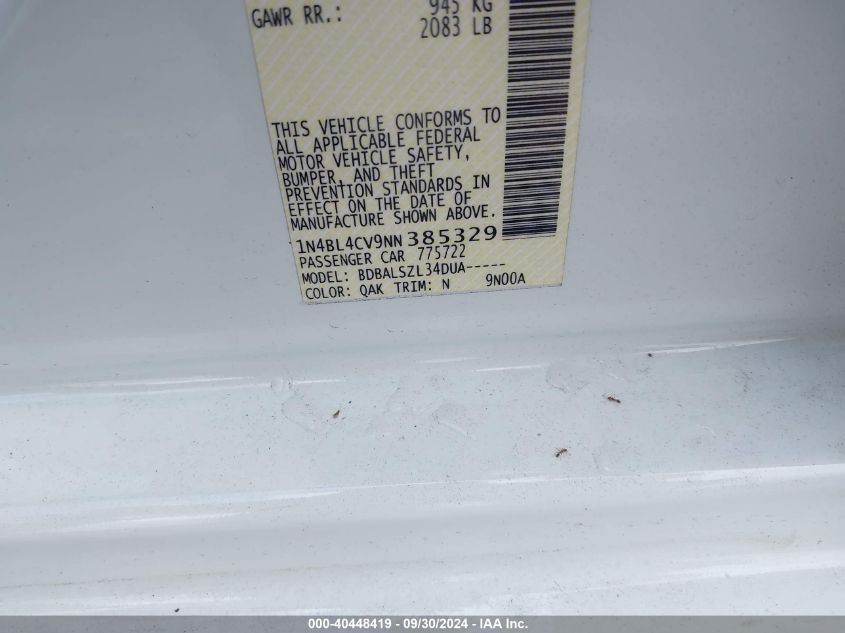 GAWR RR.: 945 KG
2083 LB
THIS VEHICLE CONFORMS TO
ALL APPLICABLE FEDERAL
MOTOR VEHICLE SAFETY,
BUMPER, AND THEFT
PREVENTION STANDARDS IN
EFFECT ON THE DATE OF
MANUFACTURE SHOWN ABOVE.
1N4BL4CV9NN385329
PASSENGER CAR 775722
MODEL: BDBALSZL34DUA-----
COLOR: QAK TRIM: N 9N00A
000-40448419 - 09/30/2024 - IAA Inc.